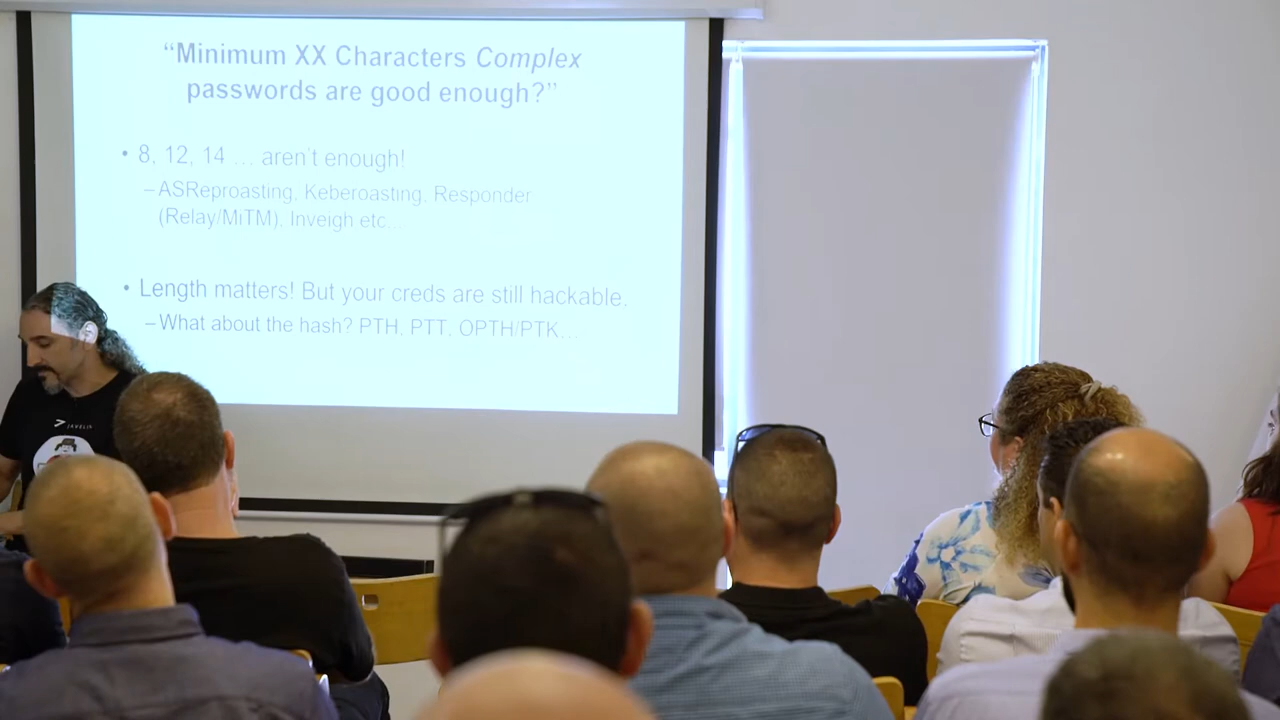 “Minimum XX Characters Complex
passwords are good enough?”
• 8, 12, 14 … aren't enough!
– ASReproasting, Keberoasting, Responder
(Relay/MiTM), Inveigh etc...
• Length matters! But your creds are still hackable.
– What about the hash? PTH, PTT, OPTH/PTK…
JAVELIN